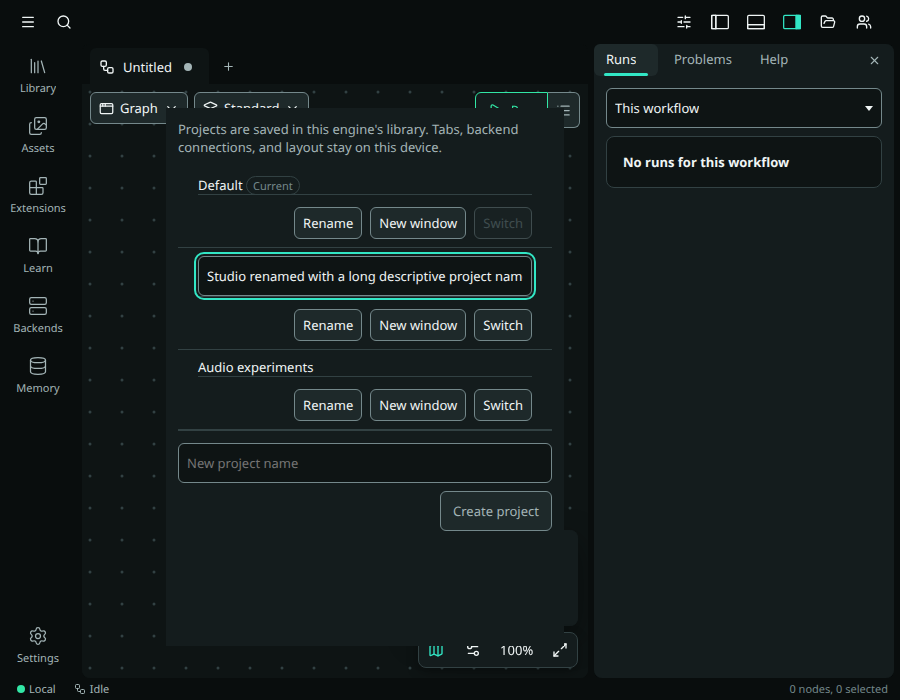 Untitled
Runs
Problems
Help
Library
Assets
Extensions
Learn
Backends
Memory
Settings
Graph
Standard
Projects are saved in this engine's library. Tabs, backend
connections, and layout stay on this device.
Default
Current
Rename
New window
Switch
Studio renamed with a long descriptive project nam
Rename
New window
Switch
Audio experiments
Rename
New window
Switch
New project name
Create project
This workflow
No runs for this workflow
100%
Local
Idle
0 nodes, 0 selected